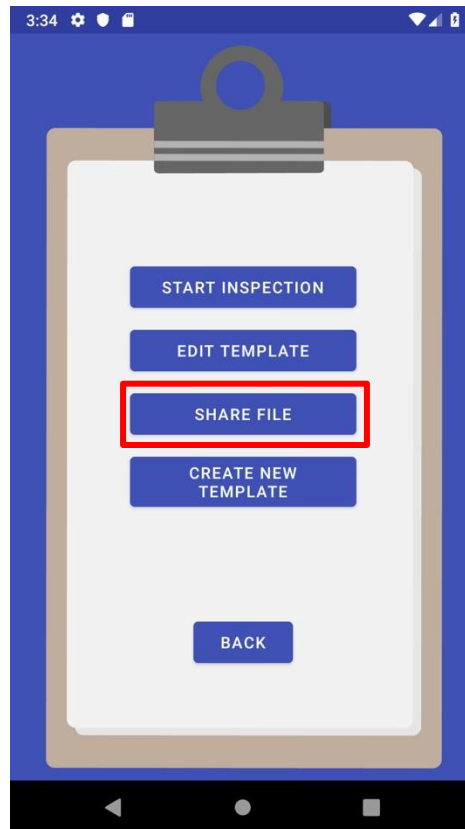 3:34
START INSPECTION
EDIT TEMPLATE
SHARE FILE
CREATE NEW
TEMPLATE
BACK